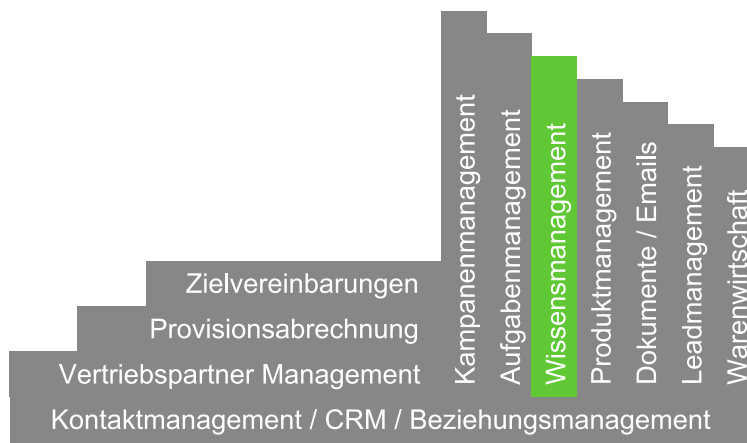 Kampanenmanagement
Aufgabenmanagement
Wissensmanagement
Produktmanagement
Dokumente / Emails
Leadmanagement
Warenwirtschaft
Zielvereinbarungen
Provisionsabrechnung
Vertriebspartner Management
Kontaktmanagement / CRM / Beziehungsmanagement